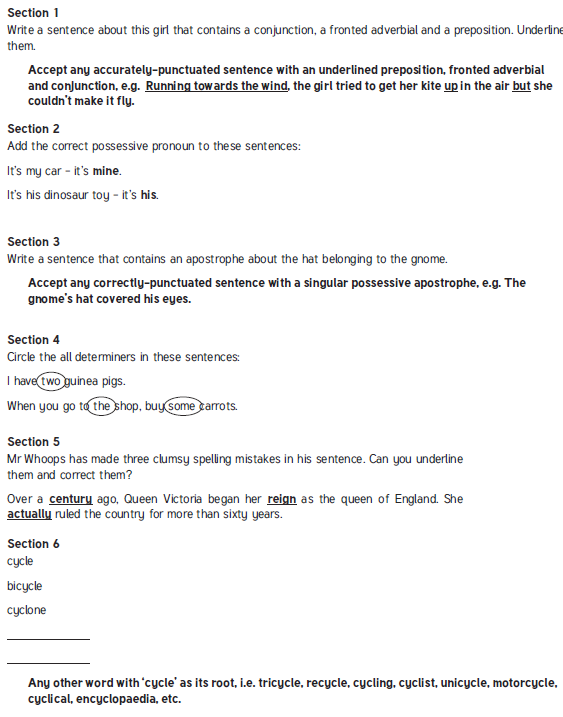 Section 1
Write a sentence about this girl that contains a conjunction, a fronted adverbial and a preposition. Underline
them.
Accept any accurately-punctuated sentence with an underlined preposition, fronted adverbial
and conjunction, e.g. Running towards the wind, the girl tried to get her kite up in the air but she
couldn't make it fly.
Section 2
Add the correct possessive pronoun to these sentences:
It's my car – it's mine.
It's his dinosaur toy – it's his.
Section 3
Write a sentence that contains an apostrophe about the hat belonging to the gnome.
Accept any correctly-punctuated sentence with a singular possessive apostrophe, e.g. The
gnome's hat covered his eyes.
Section 4
Circle the all determiners in these sentences:
I have two guinea pigs.
When you go to the shop, buy some carrots.
Section 5
Mr Whoops has made three clumsy spelling mistakes in his sentence. Can you underline
them and correct them?
Over a century ago, Queen Victoria began her reign as the queen of England. She
actually ruled the country for more than sixty years.
Section 6
cycle
bicycle
cyclone
Any other word with 'cycle' as its root, i.e. tricycle, recycle, cycling, cyclist, unicycle, motorcycle,
cyclical, encyclopaedia, etc.